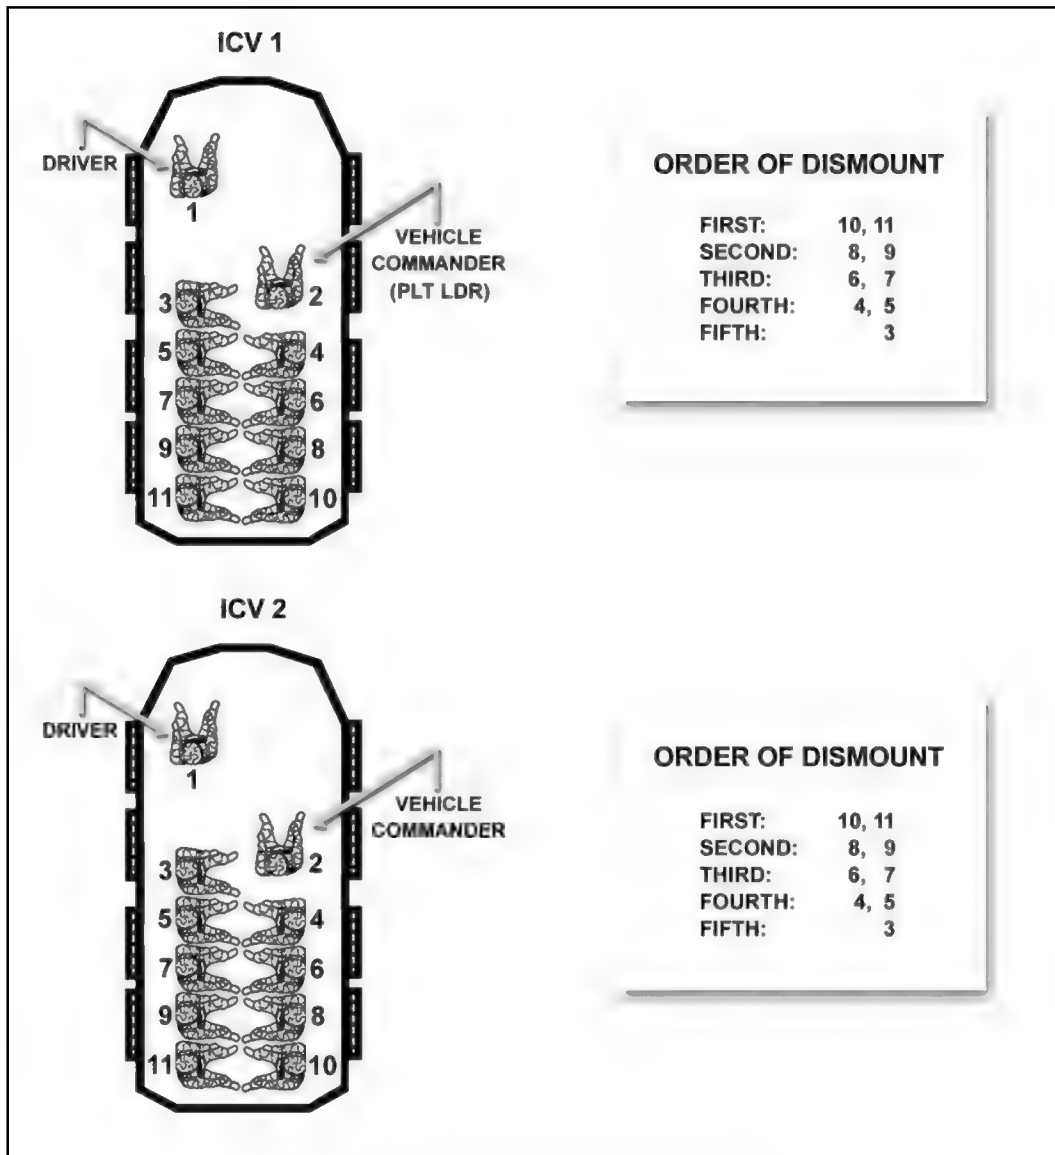 ICV 1
DRIVER
1
VEHICLE
COMMANDER
(PLT LDR)
2
3
5
4
7
6
9
8
11
10
ORDER OF DISMOUNT
FIRST: 10, 11
SECOND: 8, 9
THIRD: 6, 7
FOURTH: 4, 5
FIFTH: 3
ICV 2
DRIVER
1
VEHICLE
COMMANDER
2
3
5
4
7
6
9
8
11
10
ORDER OF DISMOUNT
FIRST: 10, 11
SECOND: 8, 9
THIRD: 6, 7
FOURTH: 4, 5
FIFTH: 3